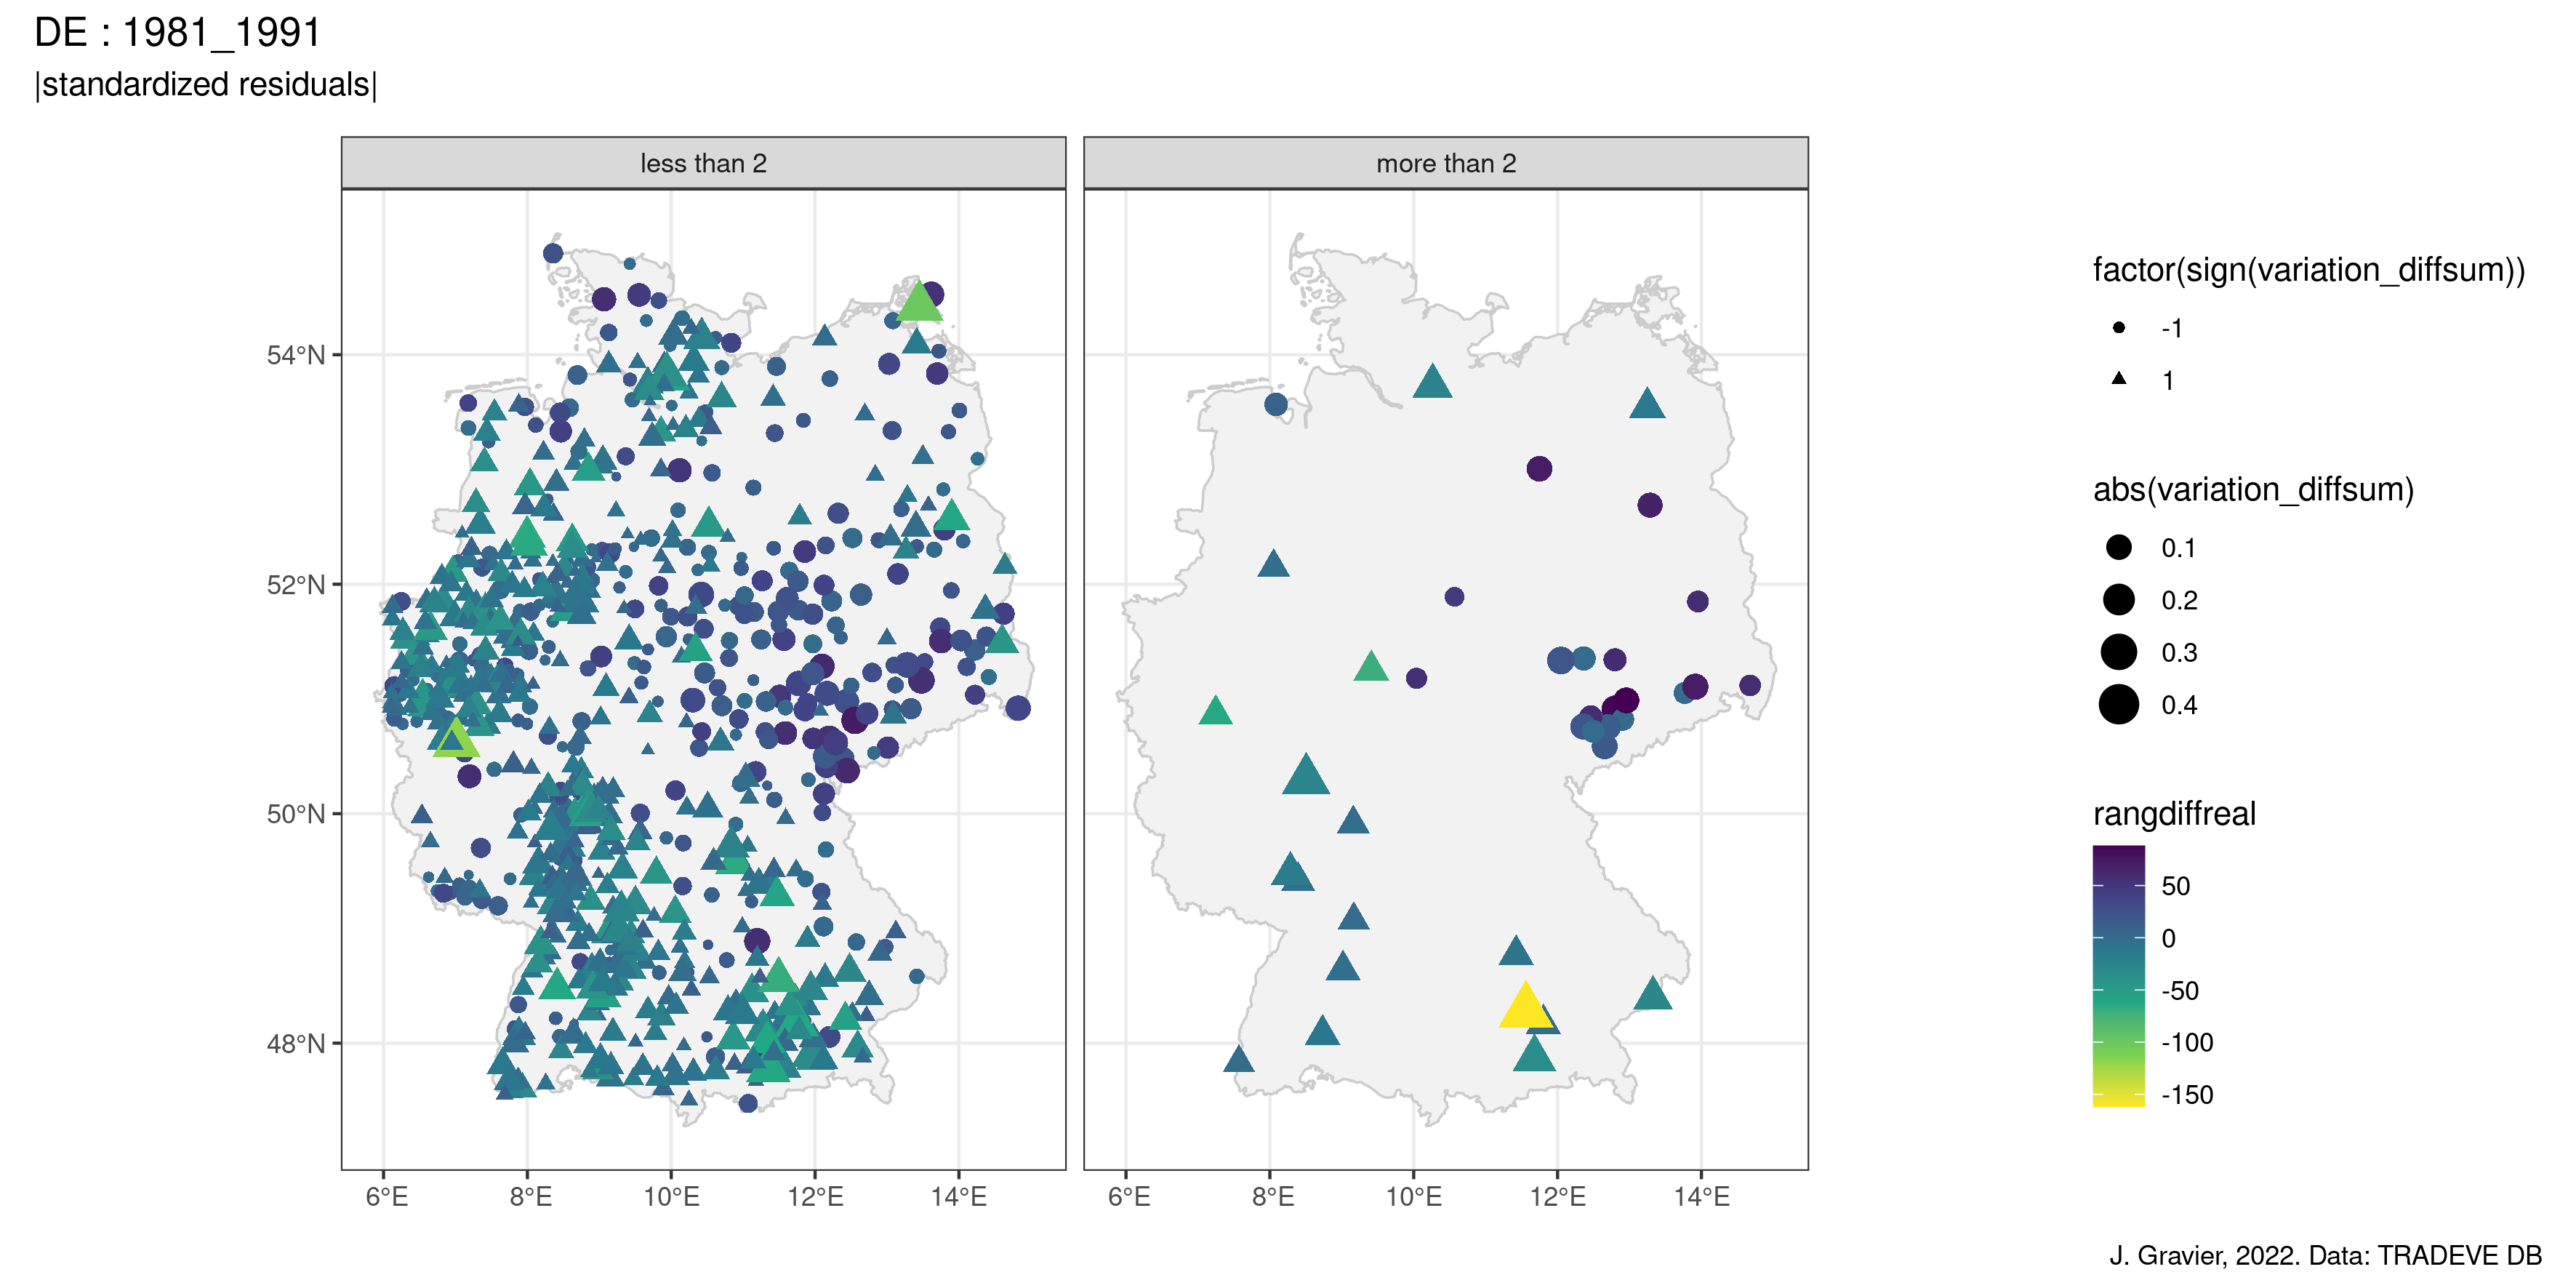 DE : 1981_1991
|standardized residuals|
less than 2
more than 2
54°N
52°N
50°N
48°N
6°E 8°E 10°E 12°E 14°E
6°E 8°E 10°E 12°E 14°E
factor(sign(variation_diffsum))
-1
1
abs(variation_diffsum)
0.1
0.2
0.3
0.4
rangdiffreal
50
0
-50
-100
-150
J. Gravier, 2022. Data: TRADEVE DB